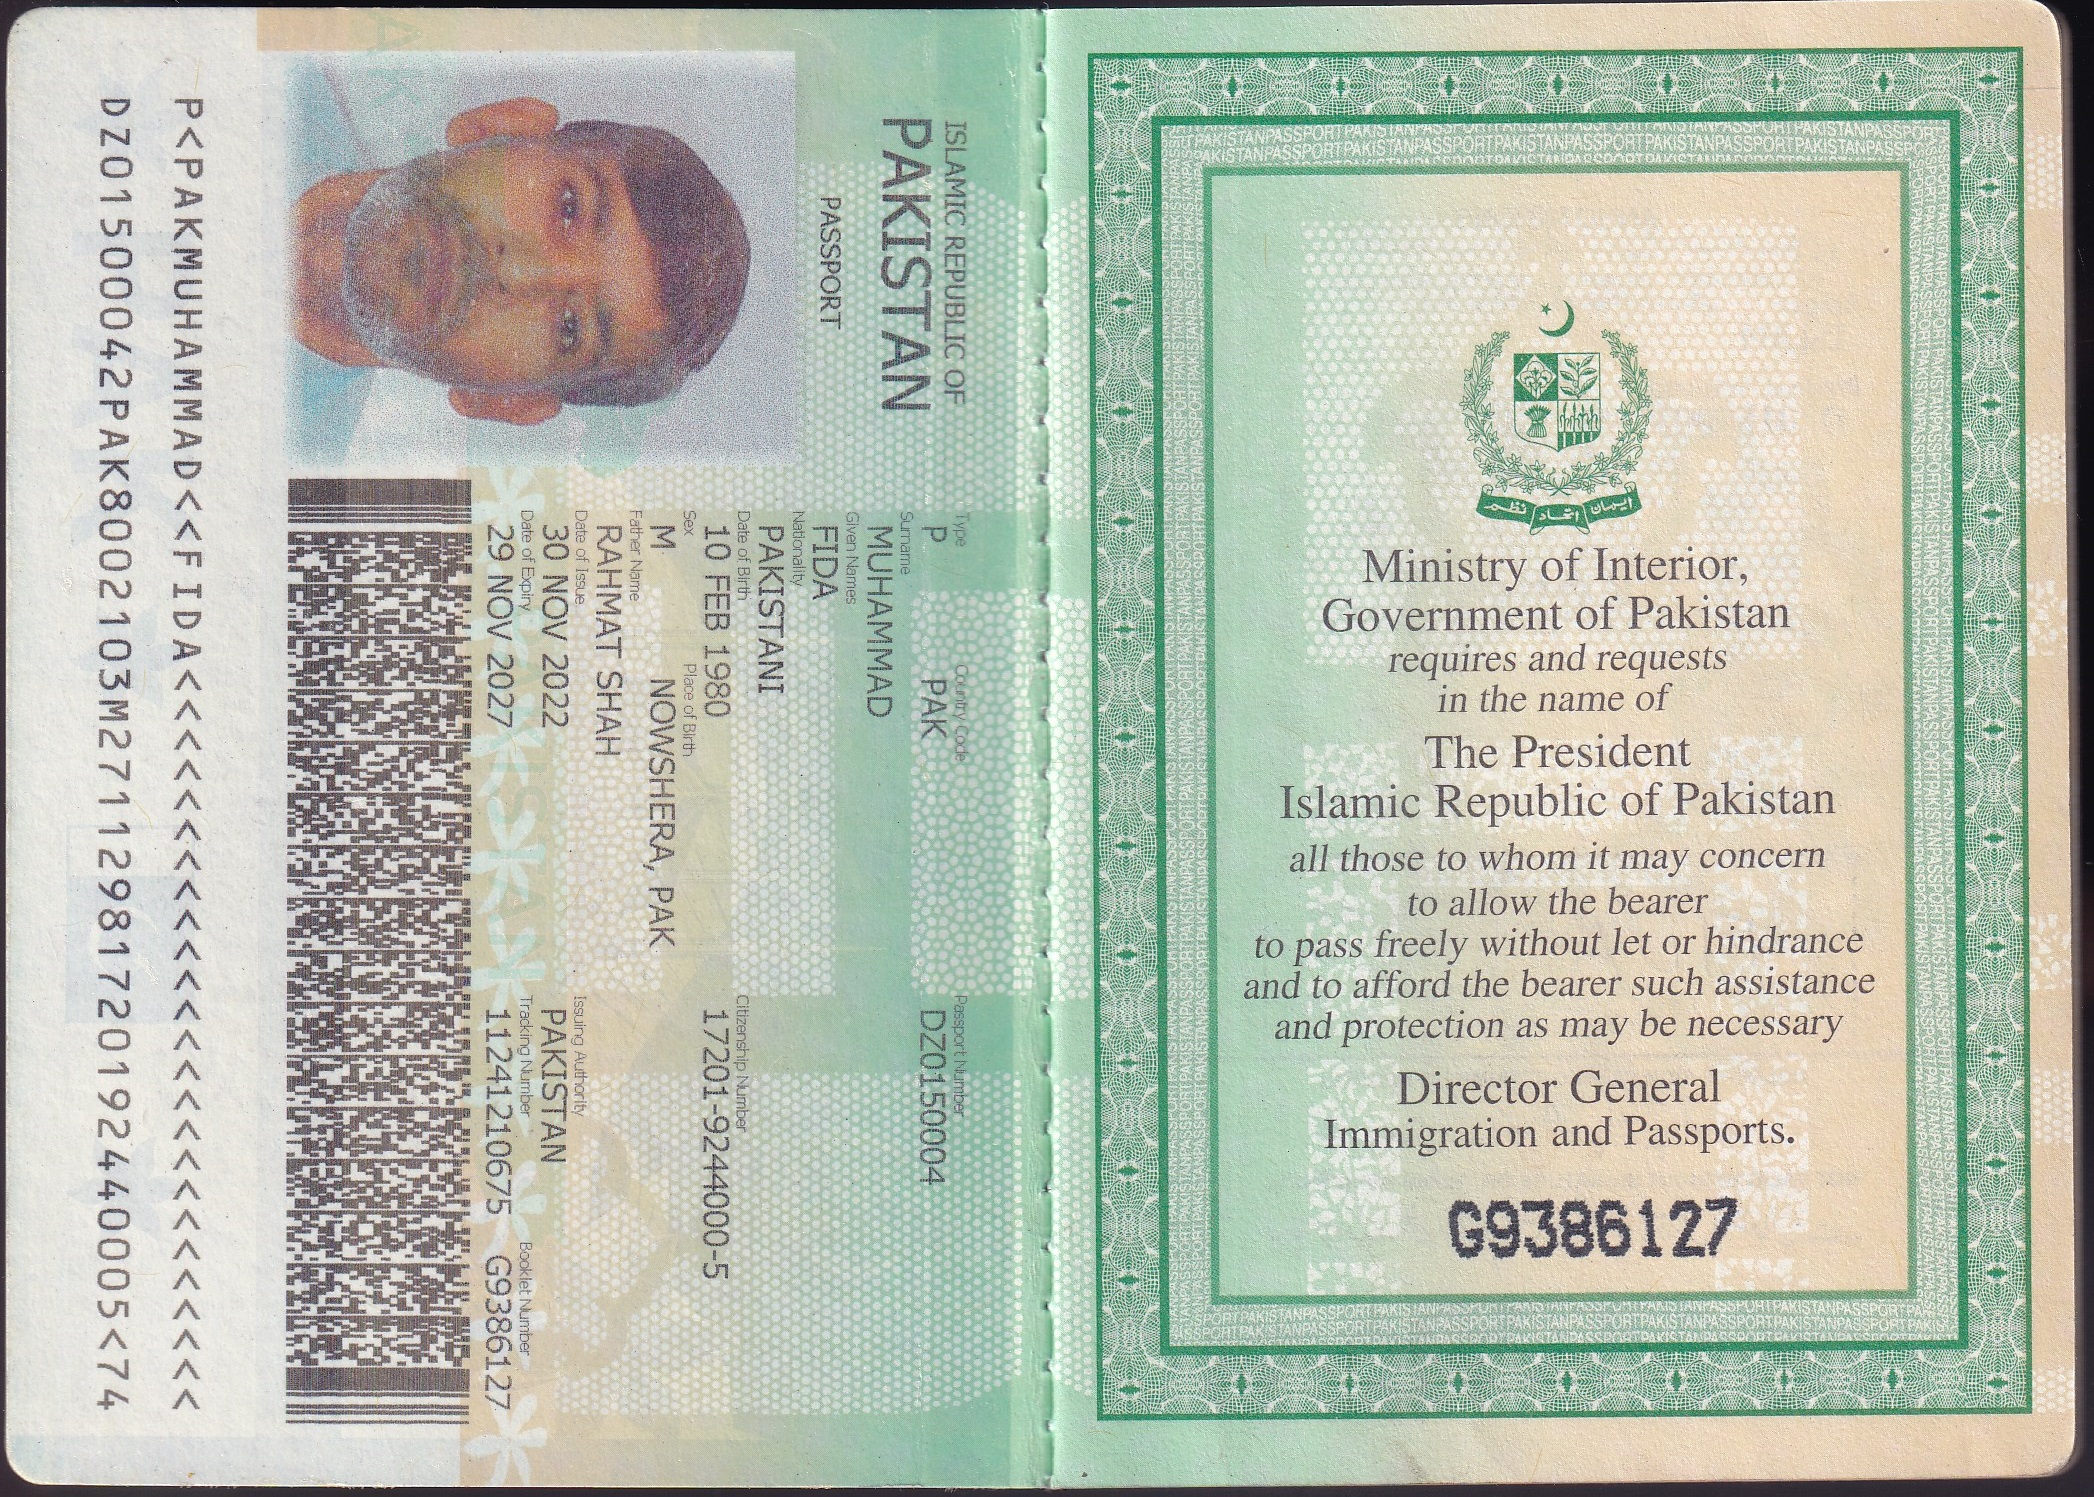 ISLAMIC REPUBLIC OF
PAKISTAN
PASSPORT
Type Country Code Passport Number
P PAK DZ0150004
Surname
MUHAMMAD
Given Names
FIDA
Nationality
PAKISTANI
Date of Birth Citizenship Number
10 FEB 1980 17201-9244000-5
Sex Place of Birth
M NOWSHERA, PAK
Father Name
RAHMAT SHAH
Date of Issue Issuing Authority
30 NOV 2022 PAKISTAN
Date of Expiry Tracking Number Booklet Number
29 NOV 2027 11241210675 G9386127
P<PAKMUHAMMAD<<FIDA<<<<<<<<<<<<<<<<<<<<<<<<<
DZ01500042PAK8002103M27112981720192440005<74
ایمان اتحاد نظم
Ministry of Interior,
Government of Pakistan
requires and requests
in the name of
The President
Islamic Republic of Pakistan
all those to whom it may concern
to allow the bearer
to pass freely without let or hindrance
and to afford the bearer such assistance
and protection as may be necessary
Director General
Immigration and Passports.
G9386127